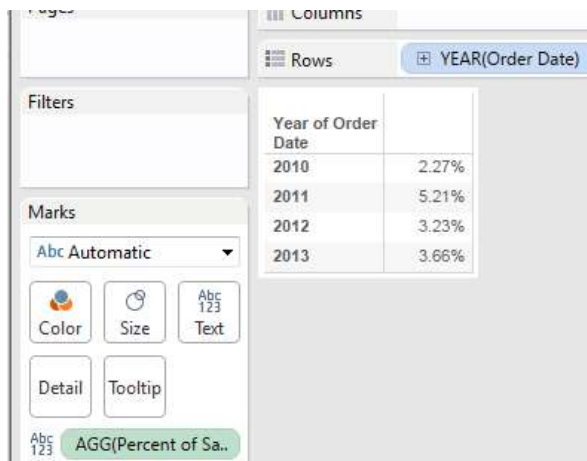 Pages
Columns
Rows
YEAR(Order Date)
Filters
Year of Order
Date
2010 2.27%
2011 5.21%
2012 3.23%
2013 3.66%
Marks
Abc Automatic
Abc
123
Color Size Text
Detail Tooltip
Abc
123
AGG(Percent of Sa..